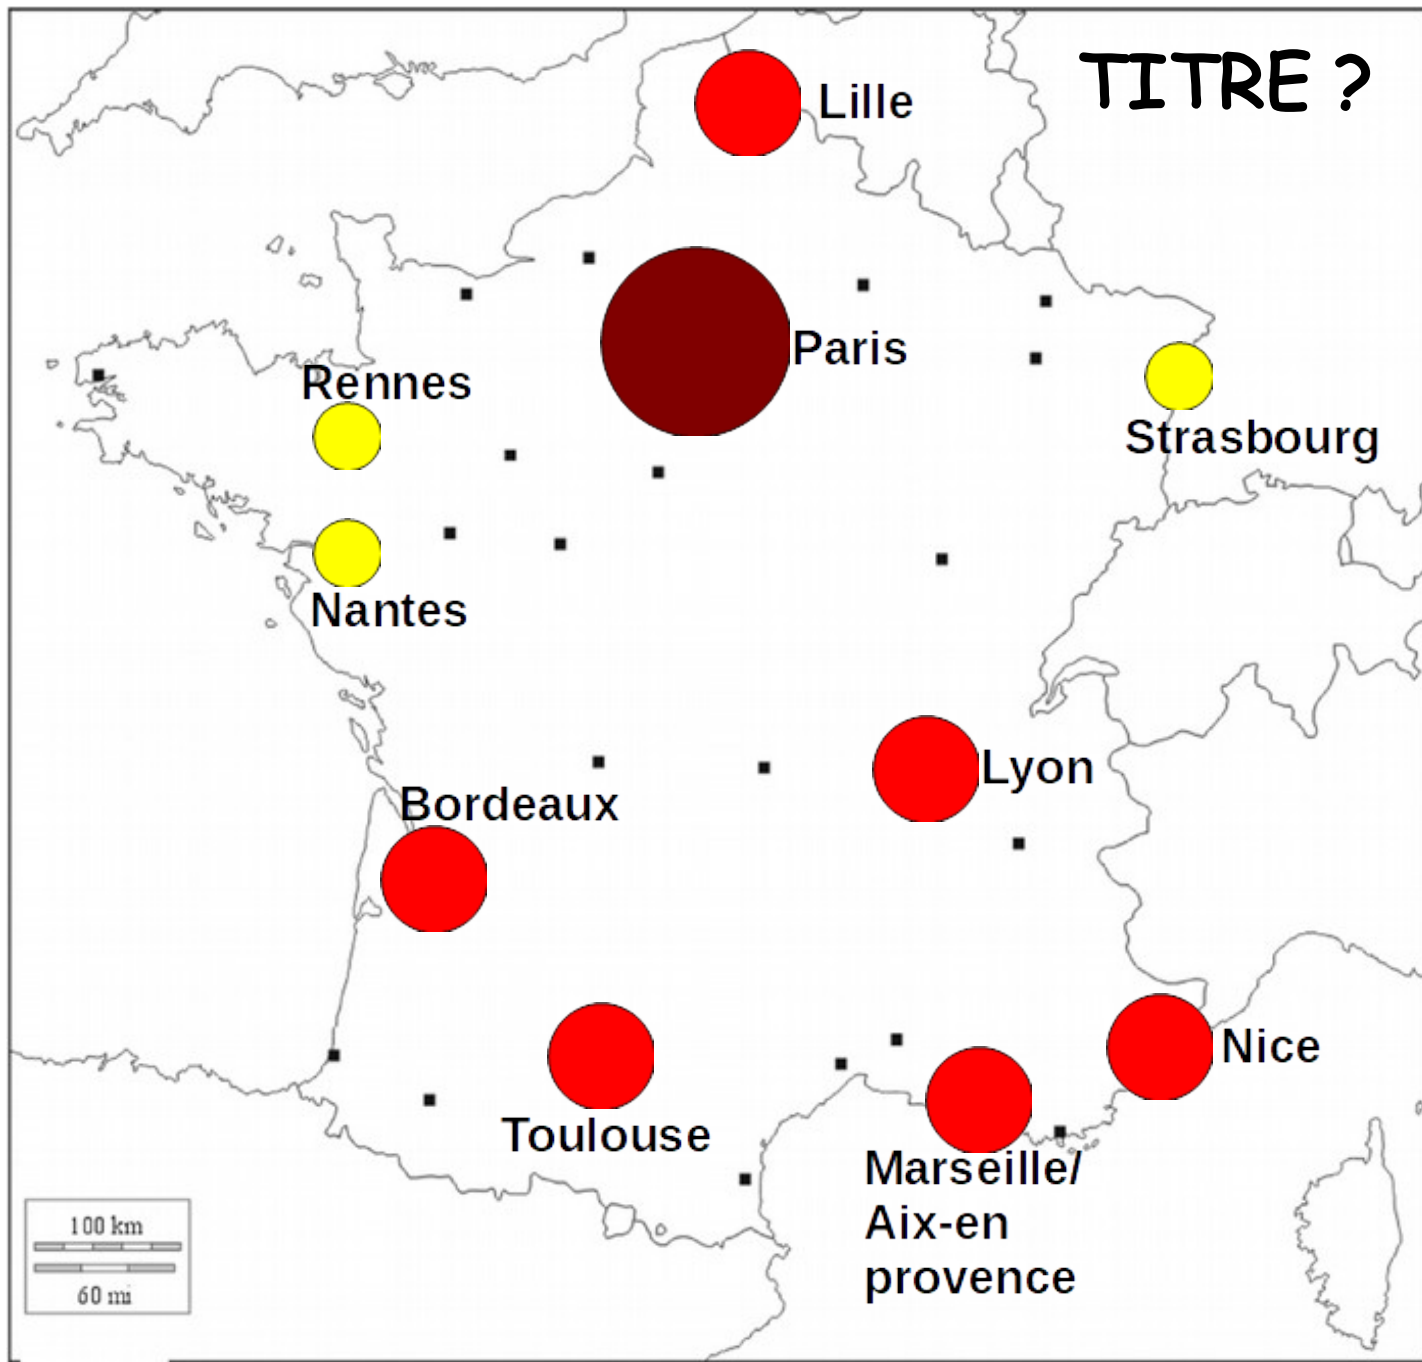 TITRE ?
Lille
Paris
Rennes
Strasbourg
Nantes
Lyon
Bordeaux
Nice
Toulouse
Marseille/
Aix-en
provence
100 km
60 mi